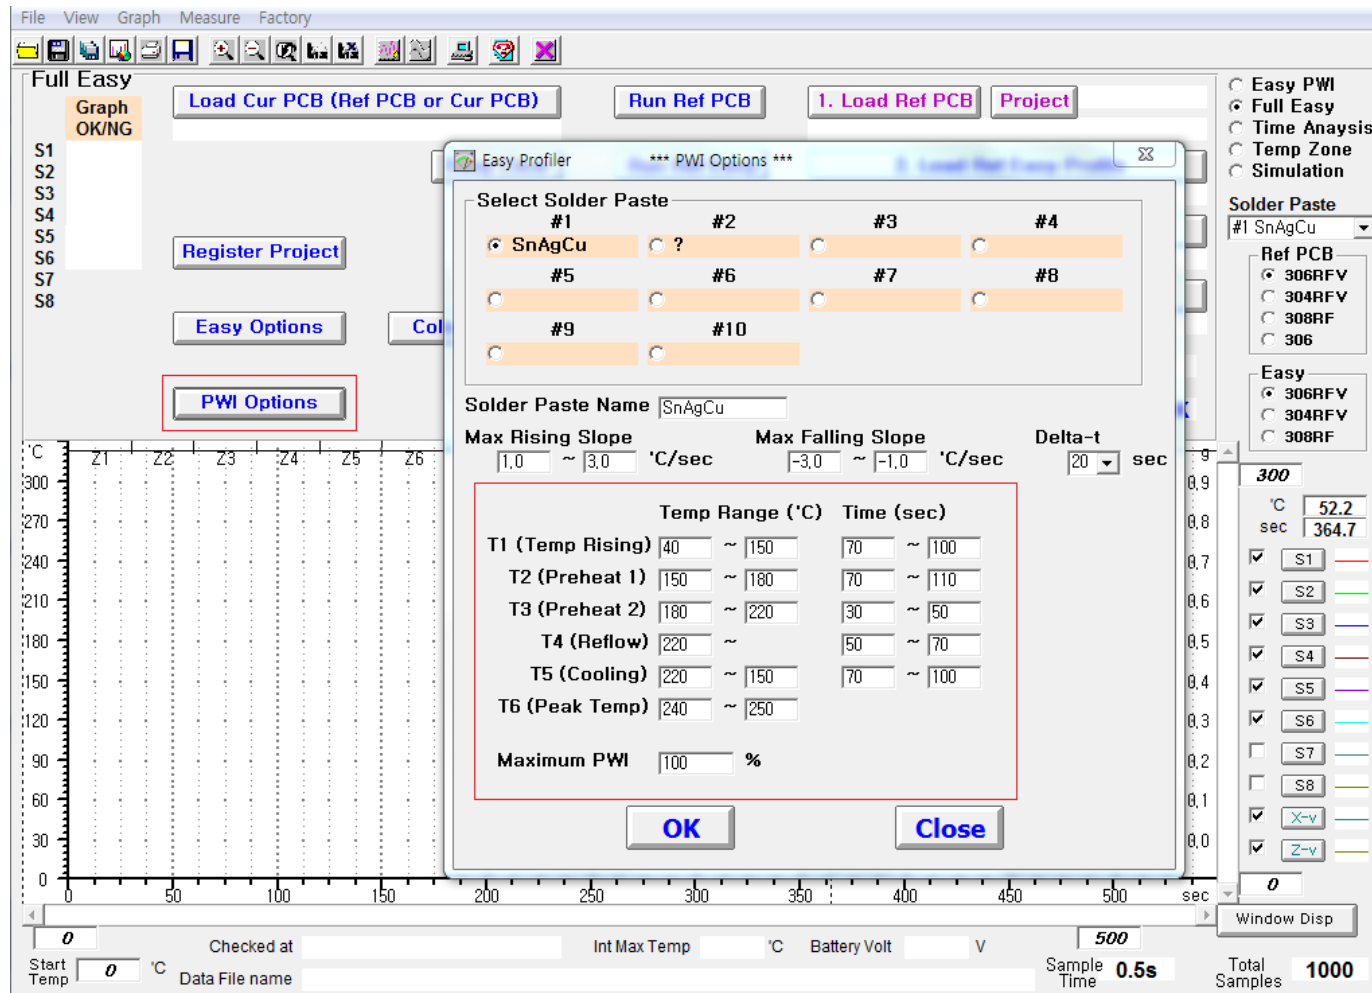 File View Graph Measure Factory
Full Easy
Graph
OK/NG
S1
S2
S3
S4
S5
S6
S7
S8
Load Cur PCB (Ref PCB or Cur PCB)
Run Ref PCB
1. Load Ref PCB
Project
Register Project
Easy Options
Col
PWI Options
Easy PWI
Full Easy
Time Anaysis
Temp Zone
Simulation
Solder Paste
#1 SnAgCu
Ref PCB
306RFV
304RFV
308RF
306
Easy
306RFV
304RFV
308RF
Easy Profiler *** PWI Options ***
Select Solder Paste
#1 #2 #3 #4
SnAgCu ?
#5 #6 #7 #8
#9 #10
Solder Paste Name SnAgCu
Max Rising Slope Max Falling Slope Delta-t
1,0 ~ 3,0 'C/sec -3,0 ~ -1,0 'C/sec 20 sec
Temp Range ('C) Time (sec)
T1 (Temp Rising) 40 ~ 150 70 ~ 100
T2 (Preheat 1) 150 ~ 180 70 ~ 110
T3 (Preheat 2) 180 ~ 220 30 ~ 50
T4 (Reflow) 220 ~ 50 ~ 70
T5 (Cooling) 220 ~ 150 70 ~ 100
T6 (Peak Temp) 240 ~ 250
Maximum PWI 100 %
OK Close
'C Z1 Z2 Z3 Z4 Z5 Z6 g
300 0,9
270 0,8
240 0,7
210 0,6
180 0,5
150 0,4
120 0,3
90 0,2
60 0,1
30 0,0
0
0 50 100 150 200 250 300 350 400 450 500 sec
300
'C 52.2
sec 364.7
S1
S2
S3
S4
S5
S6
S7
S8
X-v
Z-v
0
Window Disp
0 Checked at Int Max Temp 'C Battery Volt V 500
Start Temp 0 'C Data File name Sample Time 0.5s Total Samples 1000